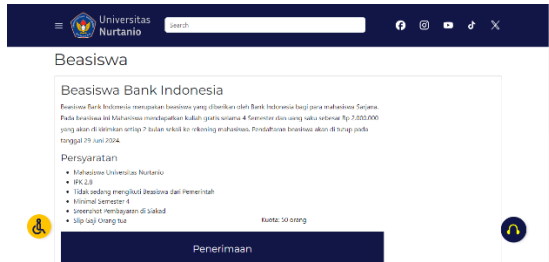 Universitas
Nurtanio
Search
Beasiswa
Beasiswa Bank Indonesia
Beasiswa Bank Indonesia merupakan beasiswa yang diberikan oleh Bank Indonesia bagi para mahasiswa Sarjana.
Pada beasiswa ini Mahasiswa mendapatkan kuliah gratis selama 4 Semester dan uang saku sebesar Rp 2.000.000
yang akan di kirimkan setiap 2 bulan sekali ke rekening mahasiswa. Pendaftaran beasiswa akan di tutup pada
tanggal 29 Juni 2024.
Persyaratan
Mahasiswa Universitas Nurtanio
IPK 2.8
Tidak sedang mengikuti Beasiswa dari Pemerintah
Minimal Semester 4
Sreenshot Pembayaran di Siakad
Slip Gaji Orang tua
Kuota: 50 orang
Penerimaan